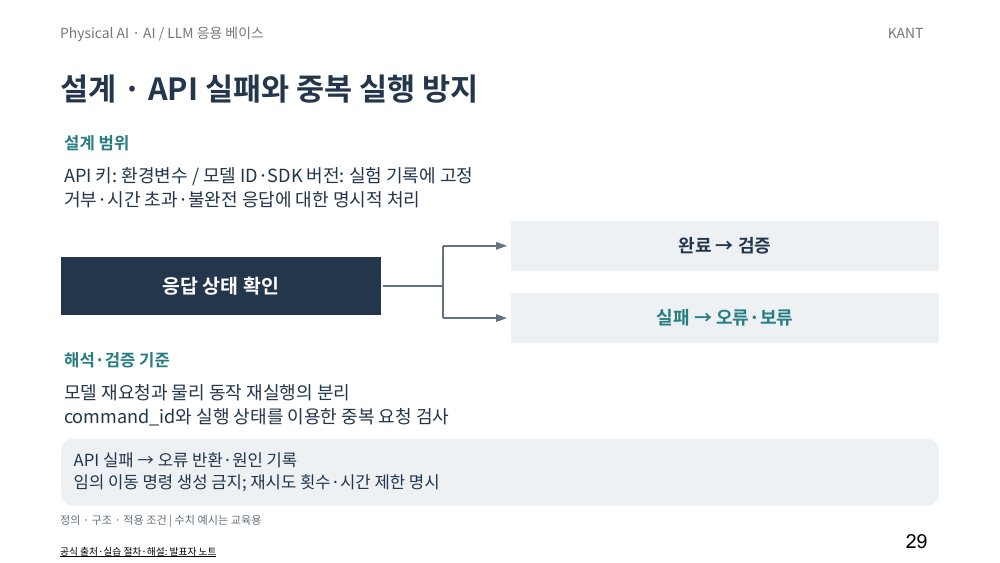 Physical AI · AI / LLM 응용 베이스
KANT
설계 · API 실패와 중복 실행 방지
설계 범위
API 키: 환경변수 / 모델 ID·SDK 버전: 실험 기록에 고정
거부·시간 초과·불완전 응답에 대한 명시적 처리
응답 상태 확인
완료 → 검증
실패 → 오류·보류
해석·검증 기준
모델 재요청과 물리 동작 재실행의 분리
command_id와 실행 상태를 이용한 중복 요청 검사
API 실패 → 오류 반환·원인 기록
임의 이동 명령 생성 금지; 재시도 횟수·시간 제한 명시
정의 · 구조 · 적용 조건 | 수치 예시는 교육용
공식 출처·실습 절차·해설: 발표자 노트
29